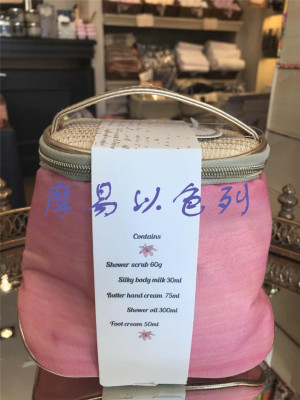 摩易以色列
Contains
Shower scrub 60g
Silky body milk 30ml
Butter hand cream 75ml
Shower oil 300ml
Foot cream 50ml